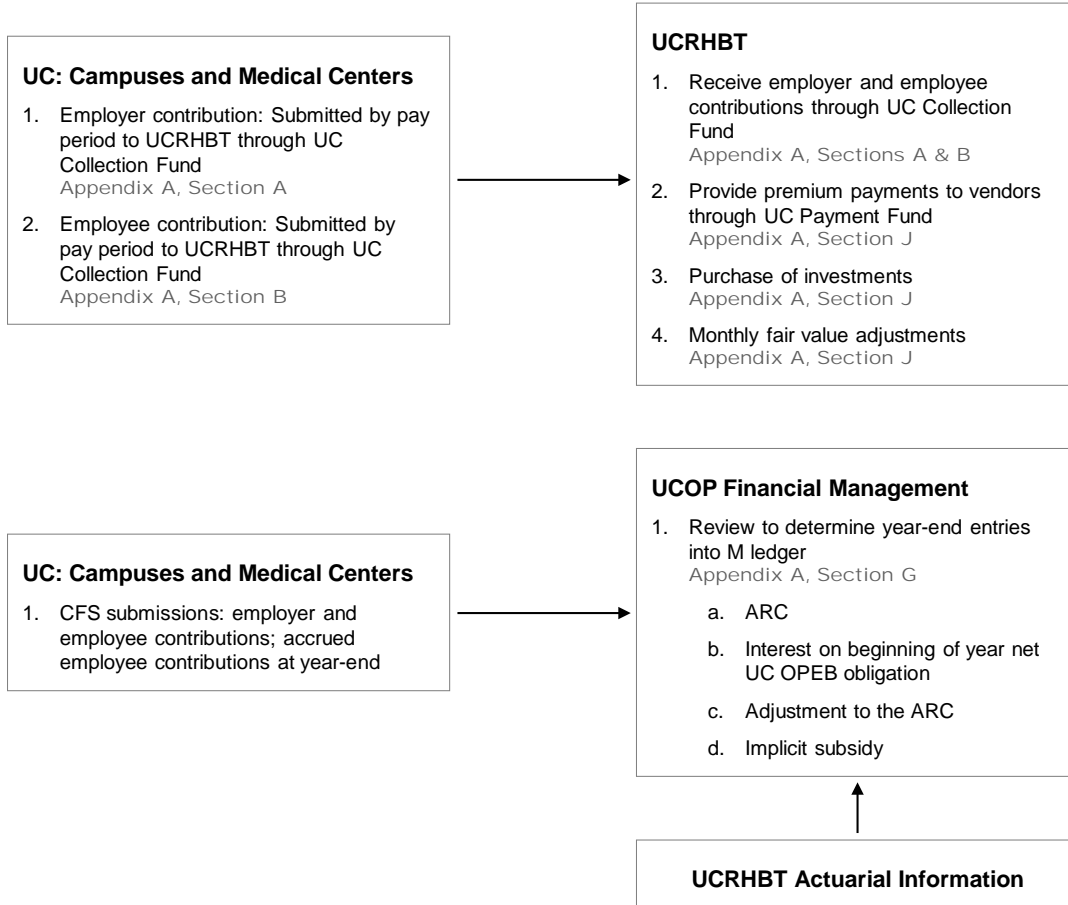 UC: Campuses and Medical Centers
1. Employer contribution: Submitted by pay
period to UCRHBT through UC
Collection Fund
Appendix A, Section A
2. Employee contribution: Submitted by
pay period to UCRHBT through UC
Collection Fund
Appendix A, Section B
UCRHBT
1. Receive employer and employee
contributions through UC Collection
Fund
Appendix A, Sections A & B
2. Provide premium payments to vendors
through UC Payment Fund
Appendix A, Section J
3. Purchase of investments
Appendix A, Section J
4. Monthly fair value adjustments
Appendix A, Section J
UC: Campuses and Medical Centers
1. CFS submissions: employer and
employee contributions; accrued
employee contributions at year-end
UCOP Financial Management
1. Review to determine year-end entries
into M ledger
Appendix A, Section G
a. ARC
b. Interest on beginning of year net
UC OPEB obligation
c. Adjustment to the ARC
d. Implicit subsidy
UCRHBT Actuarial Information